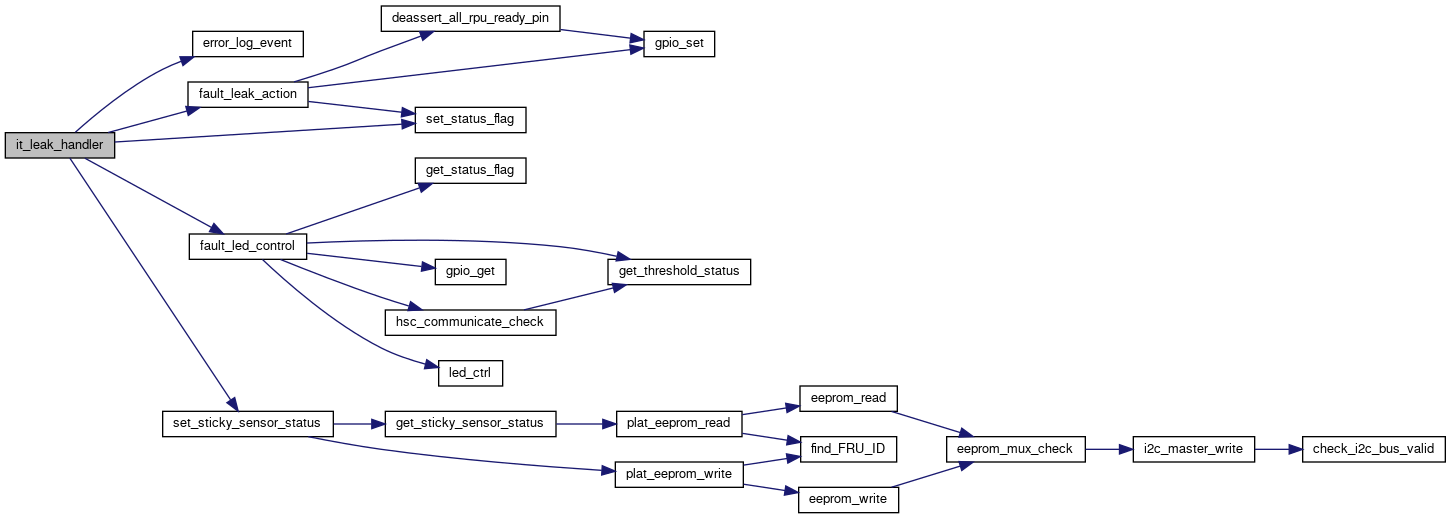 deassert_all_rpu_ready_pin
error_log_event
gpio_set
fault_leak_action
set_status_flag
it_leak_handler
get_status_flag
fault_led_control
gpio_get
get_threshold_status
hsc_communicate_check
led_ctrl
eeprom_read
set_sticky_sensor_status
get_sticky_sensor_status
plat_eeprom_read
find_FRU_ID
eeprom_mux_check
i2c_master_write
check_i2c_bus_valid
plat_eeprom_write
eeprom_write